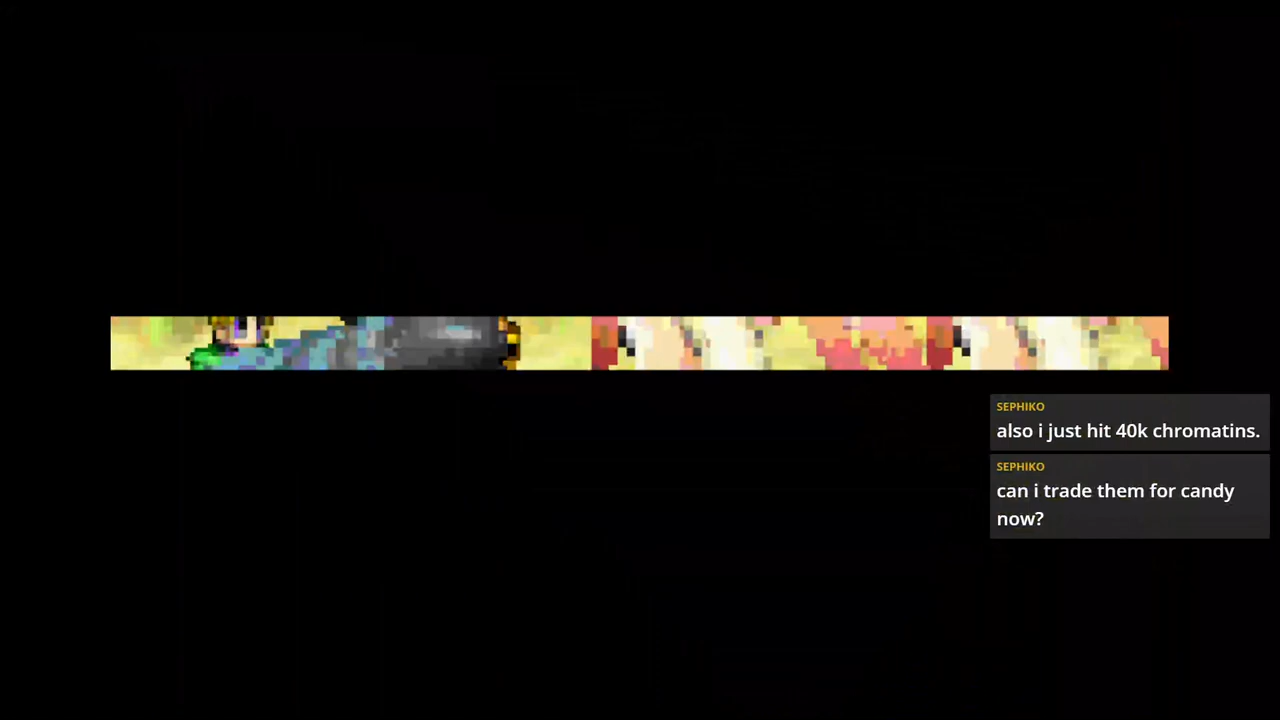 SEPHIKO
also i just hit 40k chromatins.
SEPHIKO
can i trade them for candy
now?